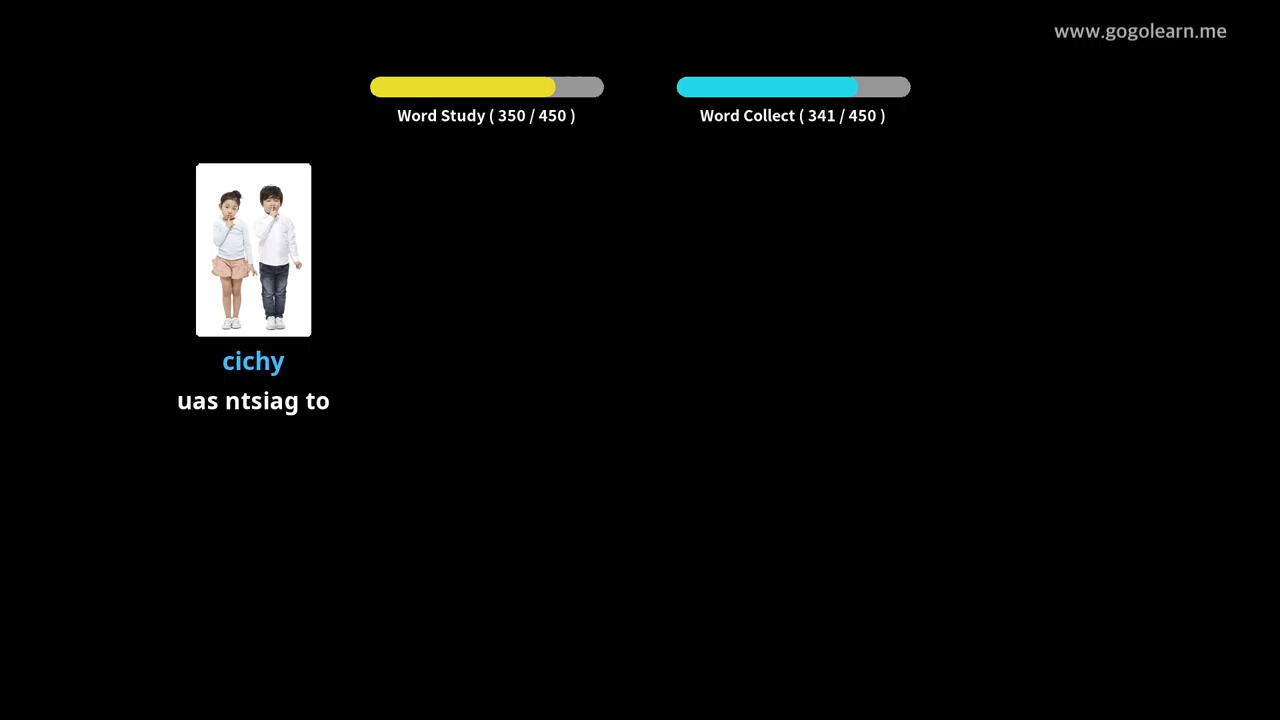 www.gogolearn.me
Word Study ( 350 / 450 )
Word Collect ( 341 / 450 )
cichy
uas ntsiag to